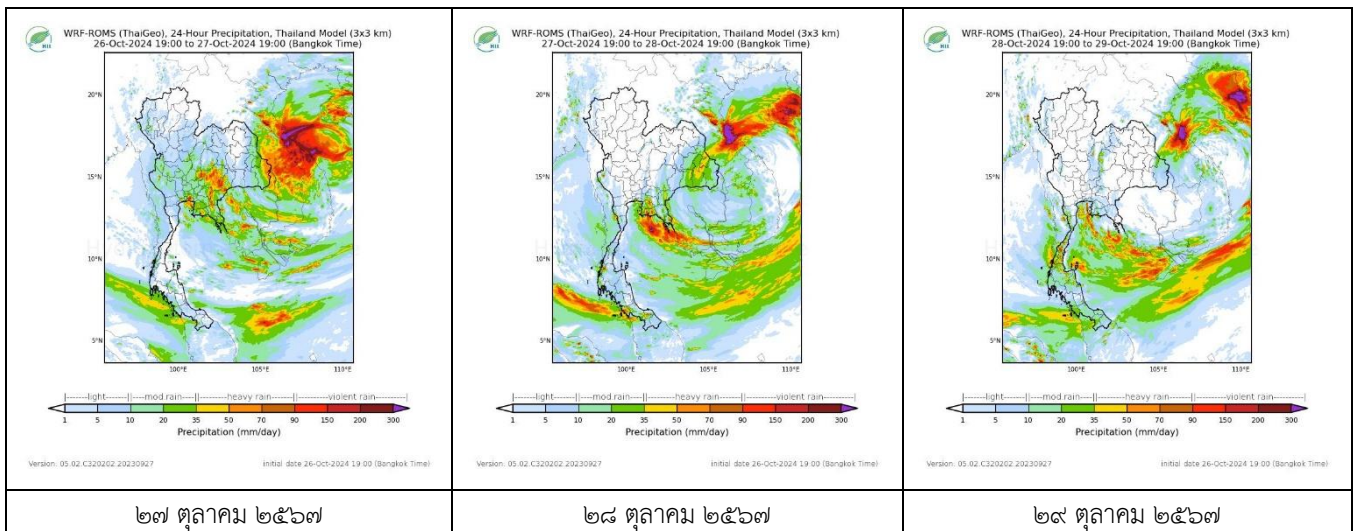 WRF-ROMS (ThaiGeo), 24-Hour Precipitation, Thailand Model (3x3 km)
26-Oct-2024 19:00 to 27-Oct-2024 19:00 (Bangkok Time)
20°N
15°N
10°N
5°N
100°E 105°E 110°E
|-------light------||----mod rain-----||-------heavy rain-------||--------violent rain--------|
1 5 10 20 35 50 70 90 150 200 300
Precipitation (mm/day)
Version: 05.02.C320202.20230927 initial date 26-Oct-2024 19:00 (Bangkok Time)
๒๗ ตุลาคม ๒๕๖๗
WRF-ROMS (ThaiGeo), 24-Hour Precipitation, Thailand Model (3x3 km)
27-Oct-2024 19:00 to 28-Oct-2024 19:00 (Bangkok Time)
20°N
15°N
10°N
5°N
100°E 105°E 110°E
|-------light------||----mod rain-----||-------heavy rain-------||--------violent rain--------|
1 5 10 20 35 50 70 90 150 200 300
Precipitation (mm/day)
Version: 05.02.C320202.20230927 initial date 26-Oct-2024 19:00 (Bangkok Time)
๒๘ ตุลาคม ๒๕๖๗
WRF-ROMS (ThaiGeo), 24-Hour Precipitation, Thailand Model (3x3 km)
28-Oct-2024 19:00 to 29-Oct-2024 19:00 (Bangkok Time)
20°N
15°N
10°N
5°N
100°E 105°E 110°E
|-------light------||----mod rain-----||-------heavy rain-------||--------violent rain--------|
1 5 10 20 35 50 70 90 150 200 300
Precipitation (mm/day)
Version: 05.02.C320202.20230927 initial date 26-Oct-2024 19:00 (Bangkok Time)
๒๙ ตุลาคม ๒๕๖๗